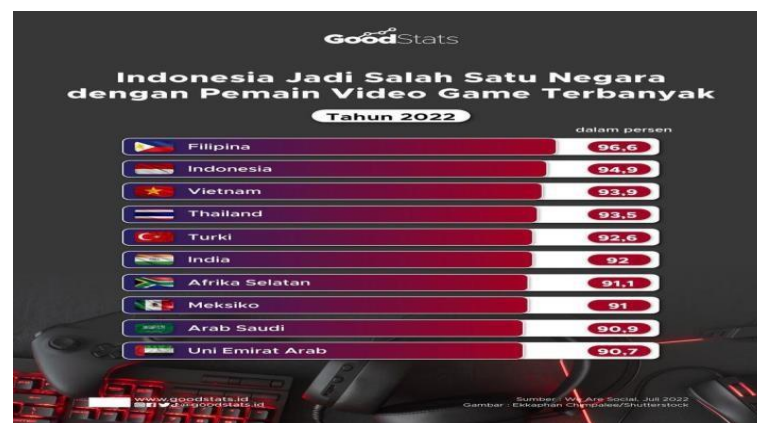 GoodStats
Indonesia Jadi Salah Satu Negara
dengan Pemain Video Game Terbanyak
Tahun 2022
dalam persen
Filipina 96,6
Indonesia 94,9
Vietnam 93,9
Thailand 93,5
Turki 92,6
India 92
Afrika Selatan 91,1
Meksiko 91
Arab Saudi 90,9
Uni Emirat Arab 90,7
www.goodstats.id
@goodstats.id
Sumber : We Are Social, Juli 2022
Gambar : Ekkaphan Chimpalee/Shutterstock